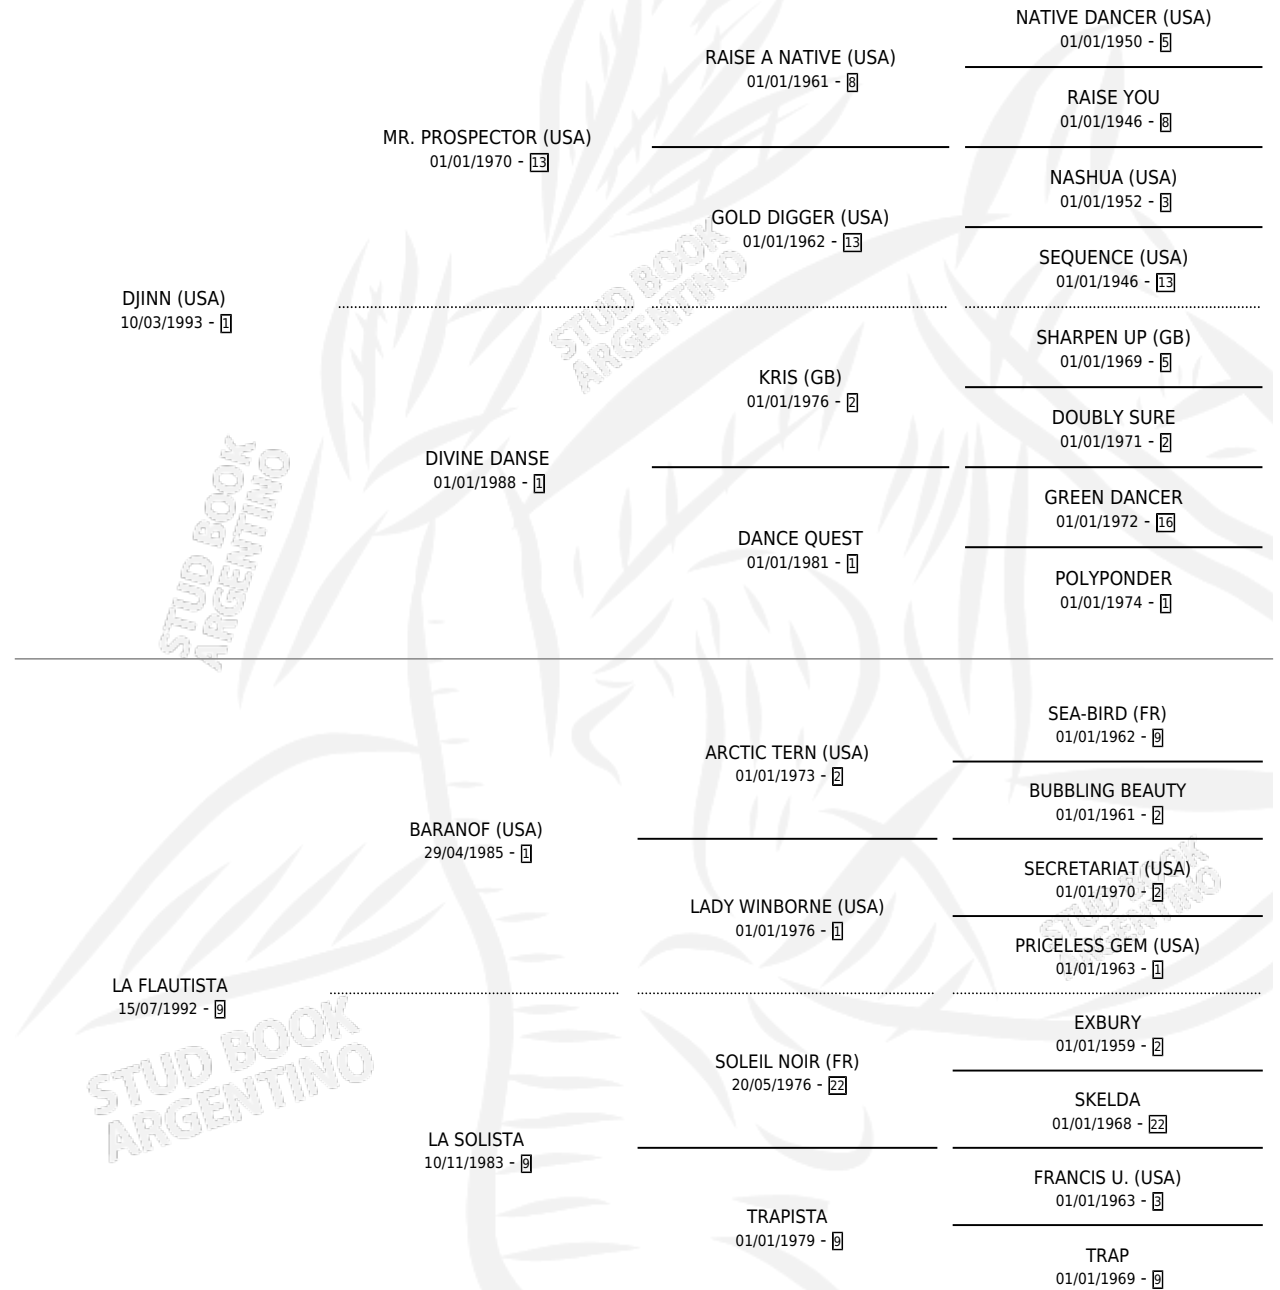 NATIVE DANCER (USA)
01/01/1950 - 5
RAISE A NATIVE (USA)
01/01/1961 - 8
RAISE YOU
01/01/1946 - 8
MR. PROSPECTOR (USA)
01/01/1970 - 13
NASHUA (USA)
01/01/1952 - 3
GOLD DIGGER (USA)
01/01/1962 - 13
SEQUENCE (USA)
01/01/1946 - 13
DJINN (USA)
10/03/1993 - 1
SHARPEN UP (GB)
01/01/1969 - 5
KRIS (GB)
01/01/1976 - 2
DOUBLY SURE
01/01/1971 - 2
DIVINE DANSE
01/01/1988 - 1
GREEN DANCER
01/01/1972 - 16
DANCE QUEST
01/01/1981 - 1
POLYPONDER
01/01/1974 - 1
SEA-BIRD (FR)
01/01/1962 - 9
ARCTIC TERN (USA)
01/01/1973 - 2
BUBBLING BEAUTY
01/01/1961 - 2
BARANOF (USA)
29/04/1985 - 1
SECRETARIAT (USA)
01/01/1970 - 2
LADY WINBORNE (USA)
01/01/1976 - 1
PRICELESS GEM (USA)
01/01/1963 - 1
LA FLAUTISTA
15/07/1992 - 9
EXBURY
01/01/1959 - 2
SOLEIL NOIR (FR)
20/05/1976 - 22
SKELDA
01/01/1968 - 22
LA SOLISTA
10/11/1983 - 9
FRANCIS U. (USA)
01/01/1963 - 3
TRAPISTA
01/01/1979 - 9
TRAP
01/01/1969 - 9
STUD BOOK
ARGENTINO
STUD BOOK
ARGENTINO
STUD BOOK
ARGENTINO
STUD BOOK
ARGENTINO